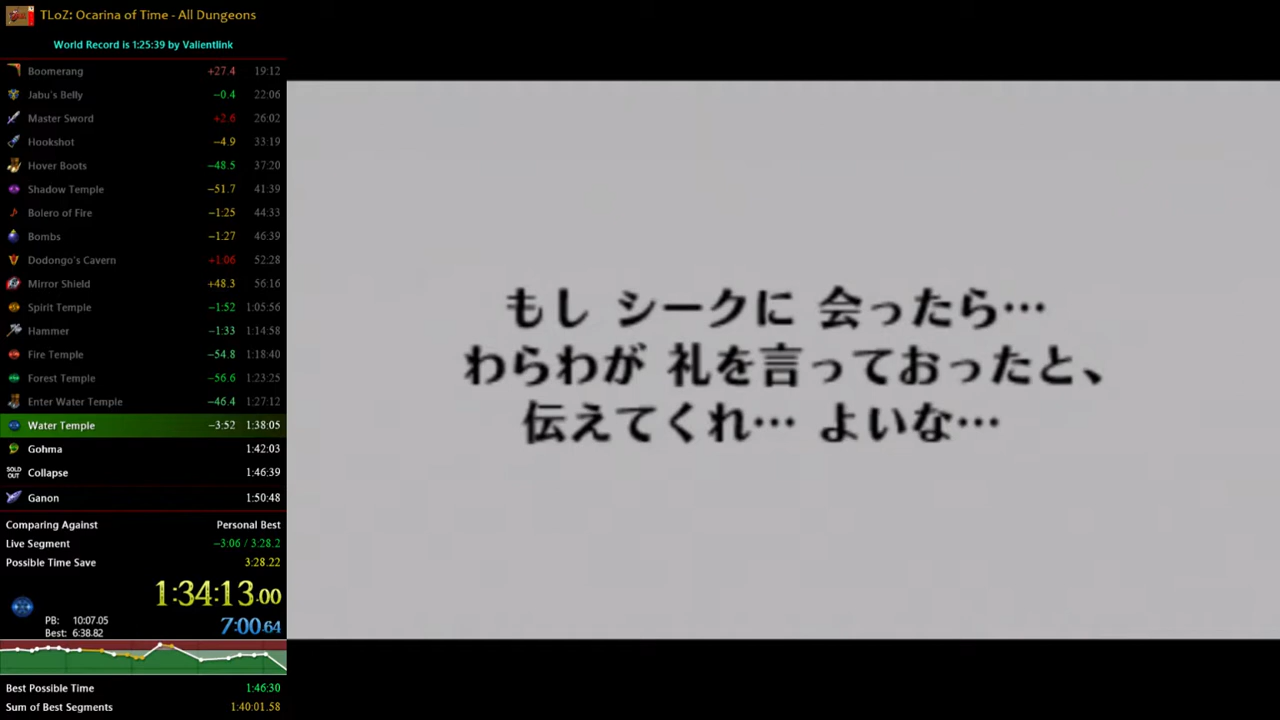 TLoZ: Ocarina of Time - All Dungeons
World Record is 1:25:39 by Valientlink
Boomerang +27.4 19:12
Jabu's Belly −0.4 22:06
Master Sword +2.6 26:02
Hookshot −4.9 33:19
Hover Boots −48.5 37:20
Shadow Temple −51.7 41:39
Bolero of Fire −1:25 44:33
Bombs −1:27 46:39
Dodongo's Cavern +1:06 52:28
Mirror Shield +48.3 56:16
Spirit Temple −1:52 1:05:56
Hammer −1:33 1:14:58
Fire Temple −54.8 1:18:40
Forest Temple −56.6 1:23:25
Enter Water Temple −46.4 1:27:12
Water Temple −3:52 1:38:05
Gohma 1:42:03
SOLD OUT Collapse 1:46:39
Ganon 1:50:48
Comparing Against Personal Best
Live Segment −3:06 / 3:28.2
Possible Time Save 3:28.22
1:34:13.00
PB: 10:07.05
Best: 6:38.82
7:00.64
Best Possible Time 1:46:30
Sum of Best Segments 1:40:01.58
もし シークに 会ったら…
わらわが 礼を言っておったと、
伝えてくれ… よいな…